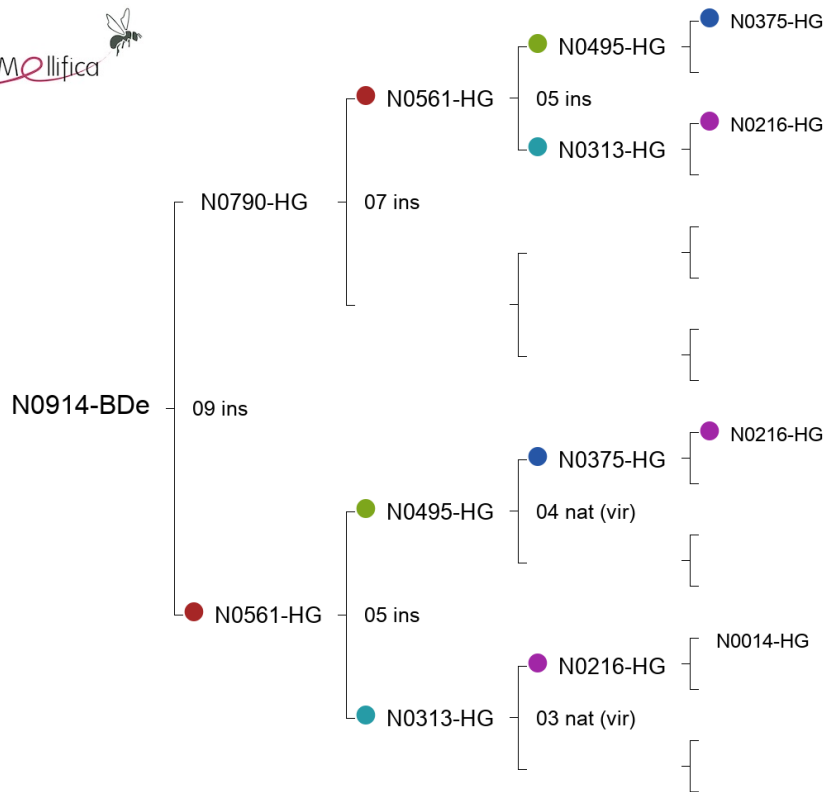 Mellifica
N0375-HG
N0495-HG
N0561-HG
05 ins
N0216-HG
N0313-HG
N0790-HG
07 ins
N0914-BDe
09 ins
N0216-HG
N0375-HG
N0495-HG
04 nat (vir)
N0561-HG
05 ins
N0014-HG
N0216-HG
N0313-HG
03 nat (vir)